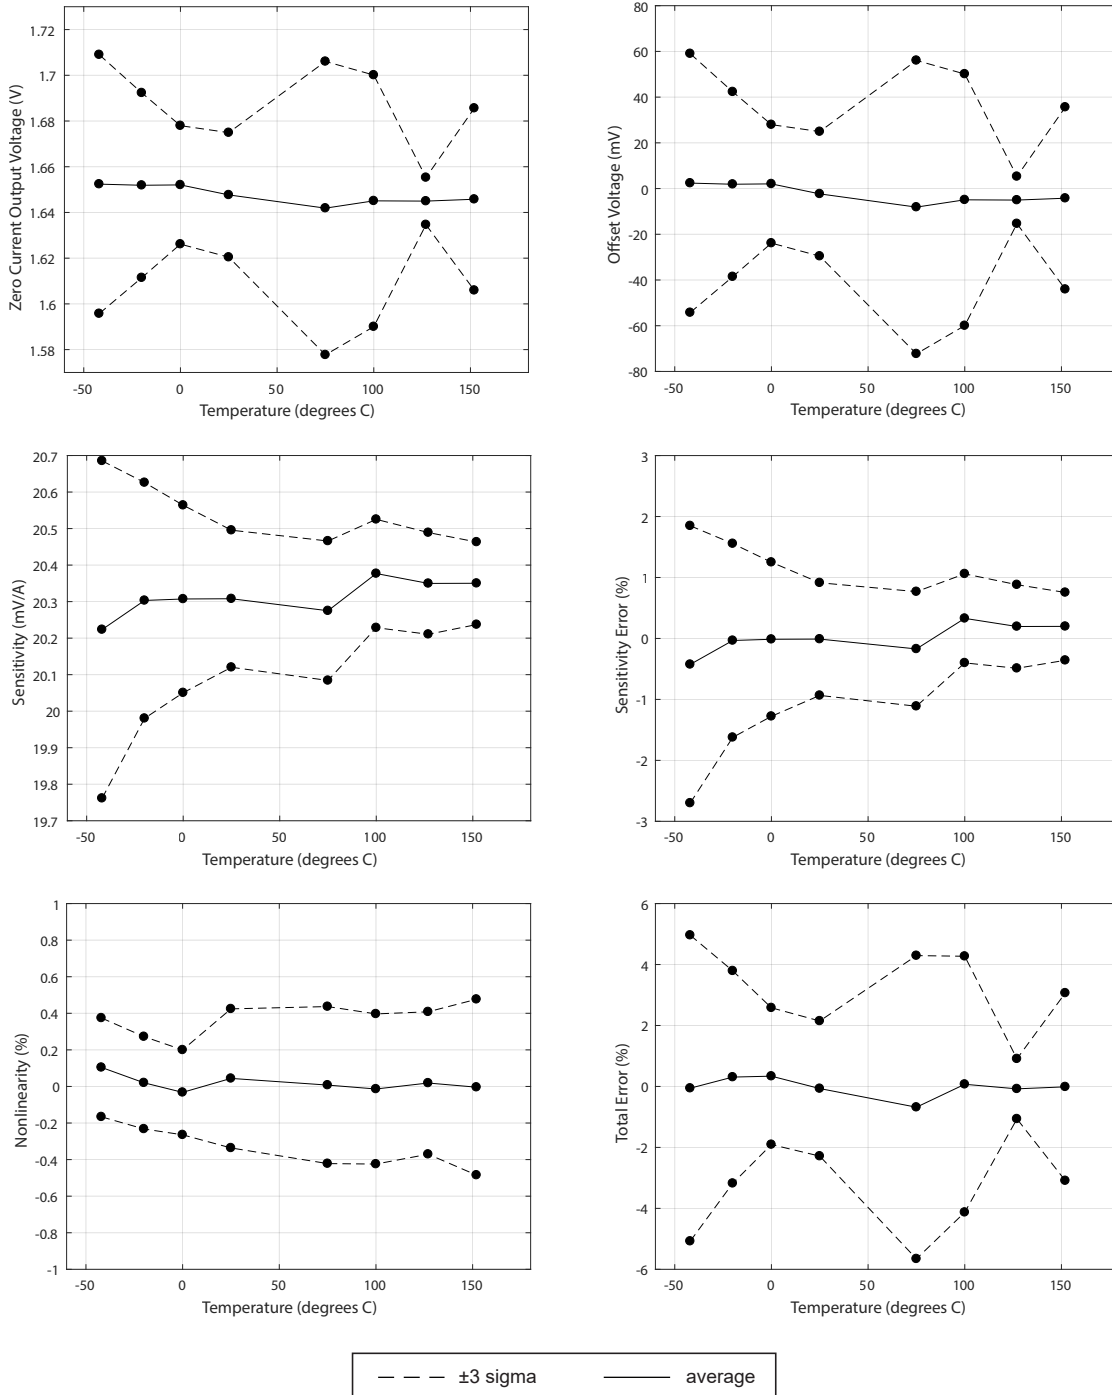 Zero Current Output Voltage (V)
1.72
1.7
1.68
1.66
1.64
1.62
1.6
1.58
-50 0 50 100 150
Temperature (degrees C)
Offset Voltage (mV)
80
60
40
20
0
-20
-40
-60
-80
-50 0 50 100 150
Temperature (degrees C)
Sensitivity (mV/A)
20.7
20.6
20.5
20.4
20.3
20.2
20.1
20
19.9
19.8
19.7
-50 0 50 100 150
Temperature (degrees C)
Sensitivity Error (%)
3
2
1
0
-1
-2
-3
-50 0 50 100 150
Temperature (degrees C)
Nonlinearity (%)
1
0.8
0.6
0.4
0.2
0
-0.2
-0.4
-0.6
-0.8
-1
-50 0 50 100 150
Temperature (degrees C)
Total Error (%)
6
4
2
0
-2
-4
-6
-50 0 50 100 150
Temperature (degrees C)
±3 sigma average